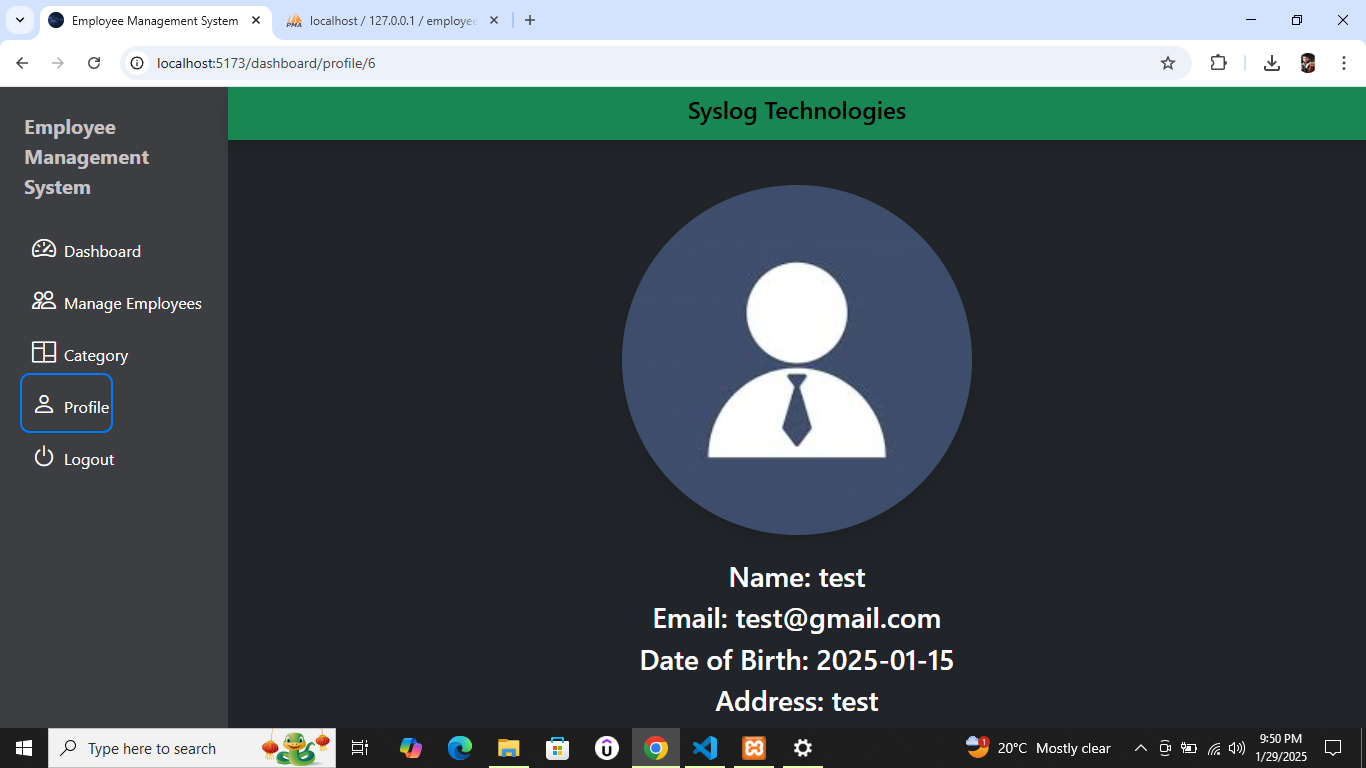 Employee Management System
localhost / 127.0.0.1 / employee
localhost:5173/dashboard/profile/6
Employee
Management
System
Dashboard
Manage Employees
Category
Profile
Logout
Syslog Technologies
Name: test
Email: test@gmail.com
Date of Birth: 2025-01-15
Address: test
Type here to search
1
20°C Mostly clear
9:50 PM
1/29/2025